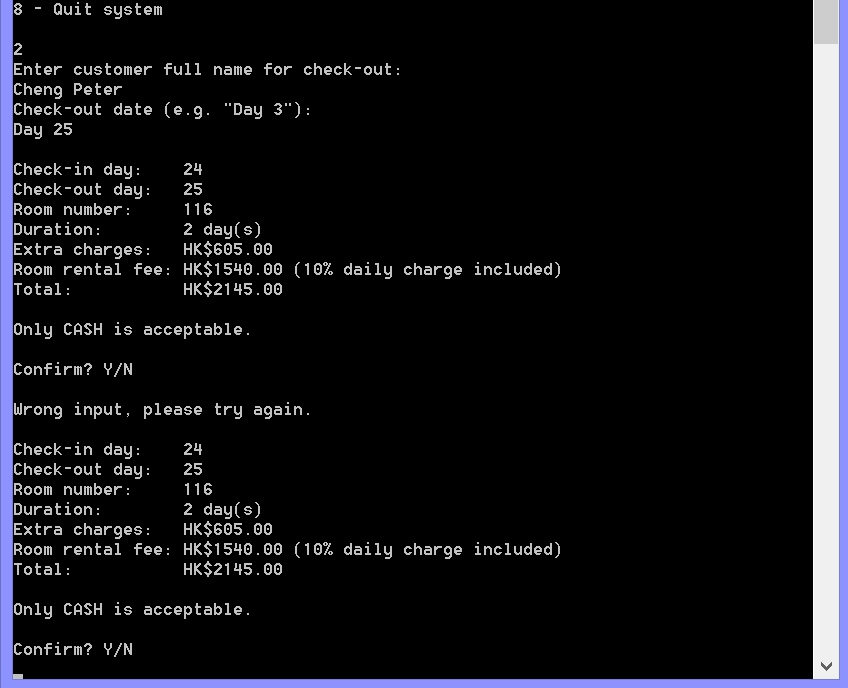 8 - Quit system
2
Enter customer full name for check-out:
Cheng Peter
Check-out date (e.g. "Day 3"):
Day 25
Check-in day: 24
Check-out day: 25
Room number: 116
Duration: 2 day(s)
Extra charges: HK$605.00
Room rental fee: HK$1540.00 (10% daily charge included)
Total: HK$2145.00
Only CASH is acceptable.
Confirm? Y/N
Wrong input, please try again.
Check-in day: 24
Check-out day: 25
Room number: 116
Duration: 2 day(s)
Extra charges: HK$605.00
Room rental fee: HK$1540.00 (10% daily charge included)
Total: HK$2145.00
Only CASH is acceptable.
Confirm? Y/N